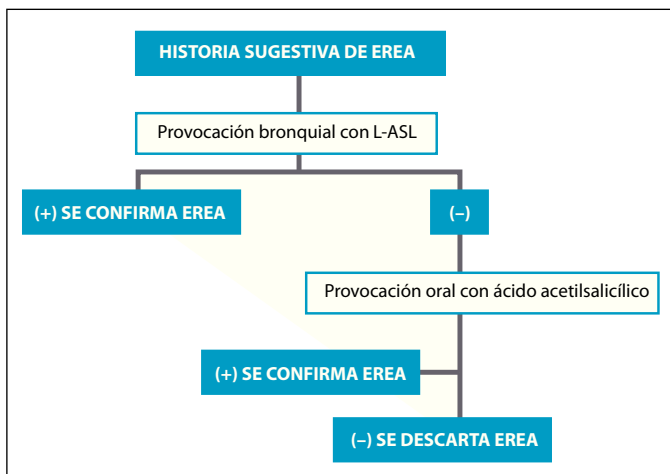 HISTORIA SUGESTIVA DE EREA
Provocación bronquial con L-ASL
(+) SE CONFIRMA EREA
(–)
Provocación oral con ácido acetilsalicílico
(+) SE CONFIRMA EREA
(–) SE DESCARTA EREA